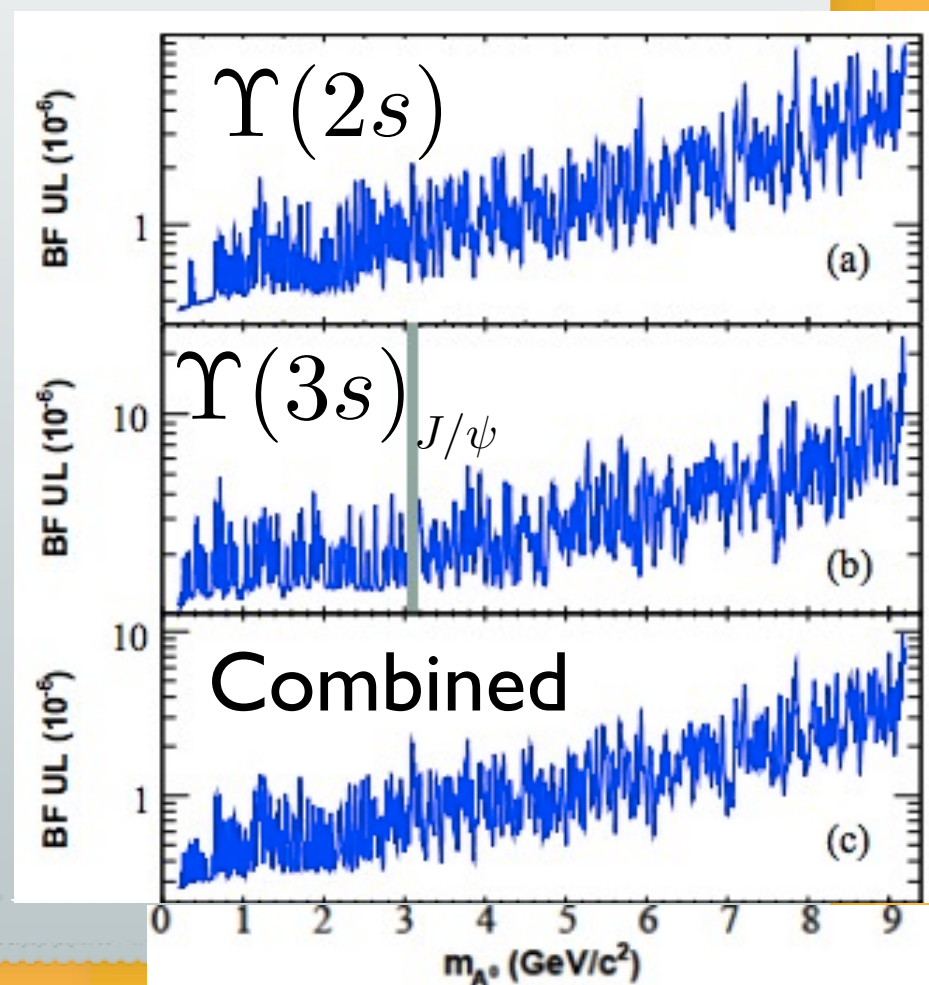 BF UL (10⁻⁶)
ϒ(2s)
1
(a)
BF UL (10⁻⁶)
ϒ(3s)
10
J/ψ
(b)
BF UL (10⁻⁶)
10
Combined
1
(c)
0 1 2 3 4 5 6 7 8 9
m_A⁰ (GeV/c²)